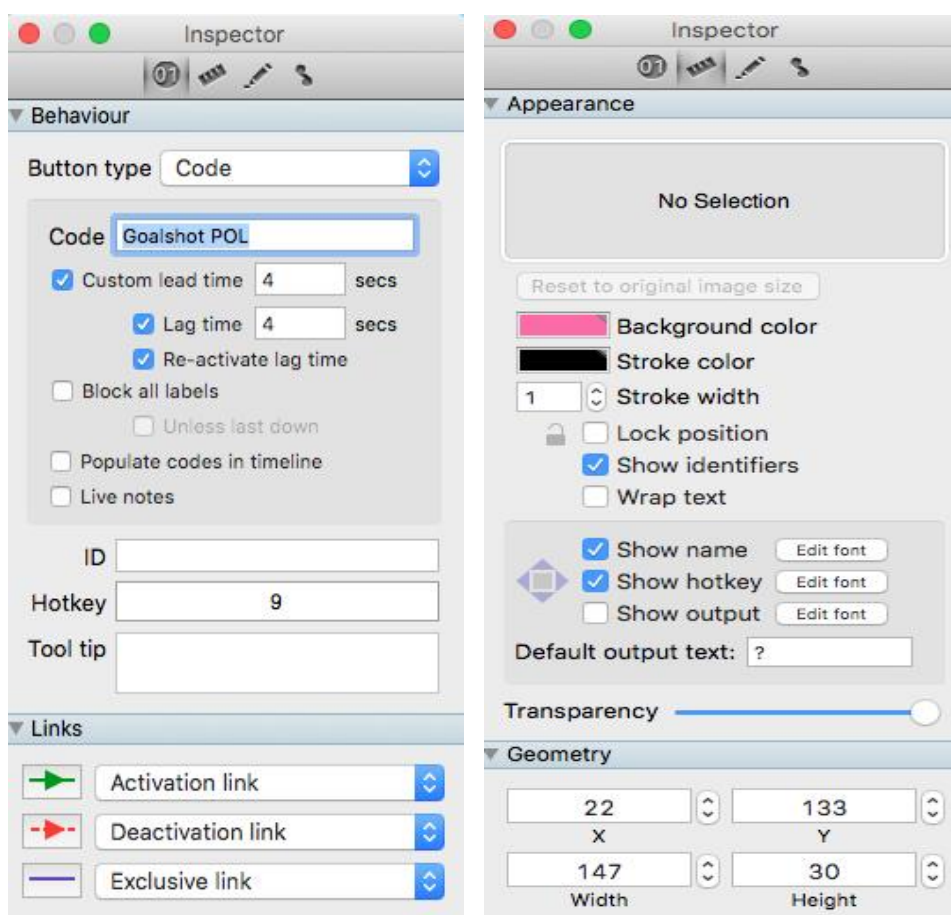 Inspector
Behaviour
Button type Code
Code Goalshot POL
Custom lead time 4 secs
Lag time 4 secs
Re-activate lag time
Block all labels
Unless last down
Populate codes in timeline
Live notes
ID
Hotkey 9
Tool tip
Links
Activation link
Deactivation link
Exclusive link
Inspector
Appearance
No Selection
Reset to original image size
Background color
Stroke color
1 Stroke width
Lock position
Show identifiers
Wrap text
Show name Edit font
Show hotkey Edit font
Show output Edit font
Default output text: ?
Transparency
Geometry
22 133
X Y
147 30
Width Height